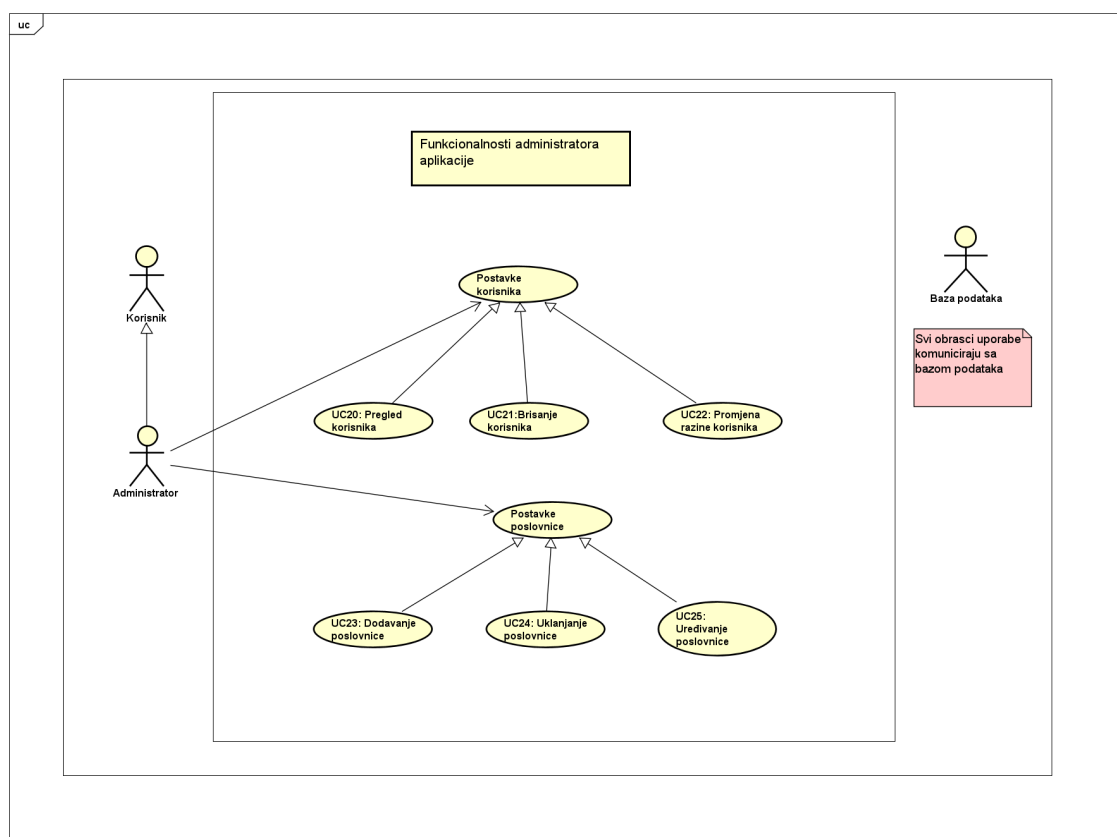 uc
Funkcionalnosti administratora
aplikacije
Korisnik
Postavke
korisnika
Baza podataka
Svi obrasci uporabe
komuniciraju sa
bazom podataka
UC20: Pregled
korisnika
UC21:Brisanje
korisnika
UC22: Promjena
razine korisnika
Administrator
Postavke
poslovnice
UC23: Dodavanje
poslovnice
UC24: Uklanjanje
poslovnice
UC25:
Uređivanje
poslovnice